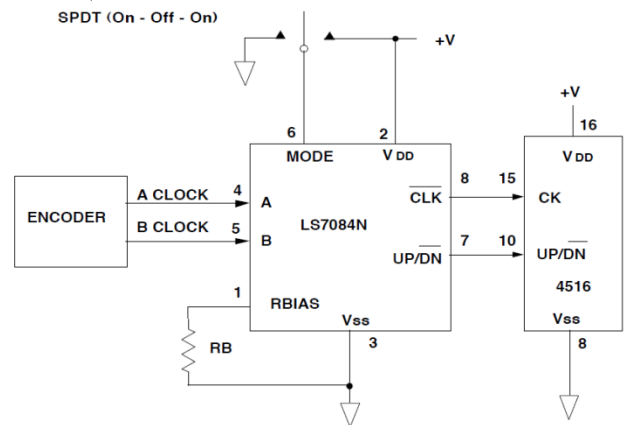 SPDT (On - Off - On)
+V
+V
6
2
16
MODE
VDD
VDD
ENCODER
A CLOCK
4
A
CLK
8
15
CK
B CLOCK
5
B
LS7084N
UP/DN
7
10
UP/DN
4516
1
RBIAS
Vss
Vss
RB
3
8